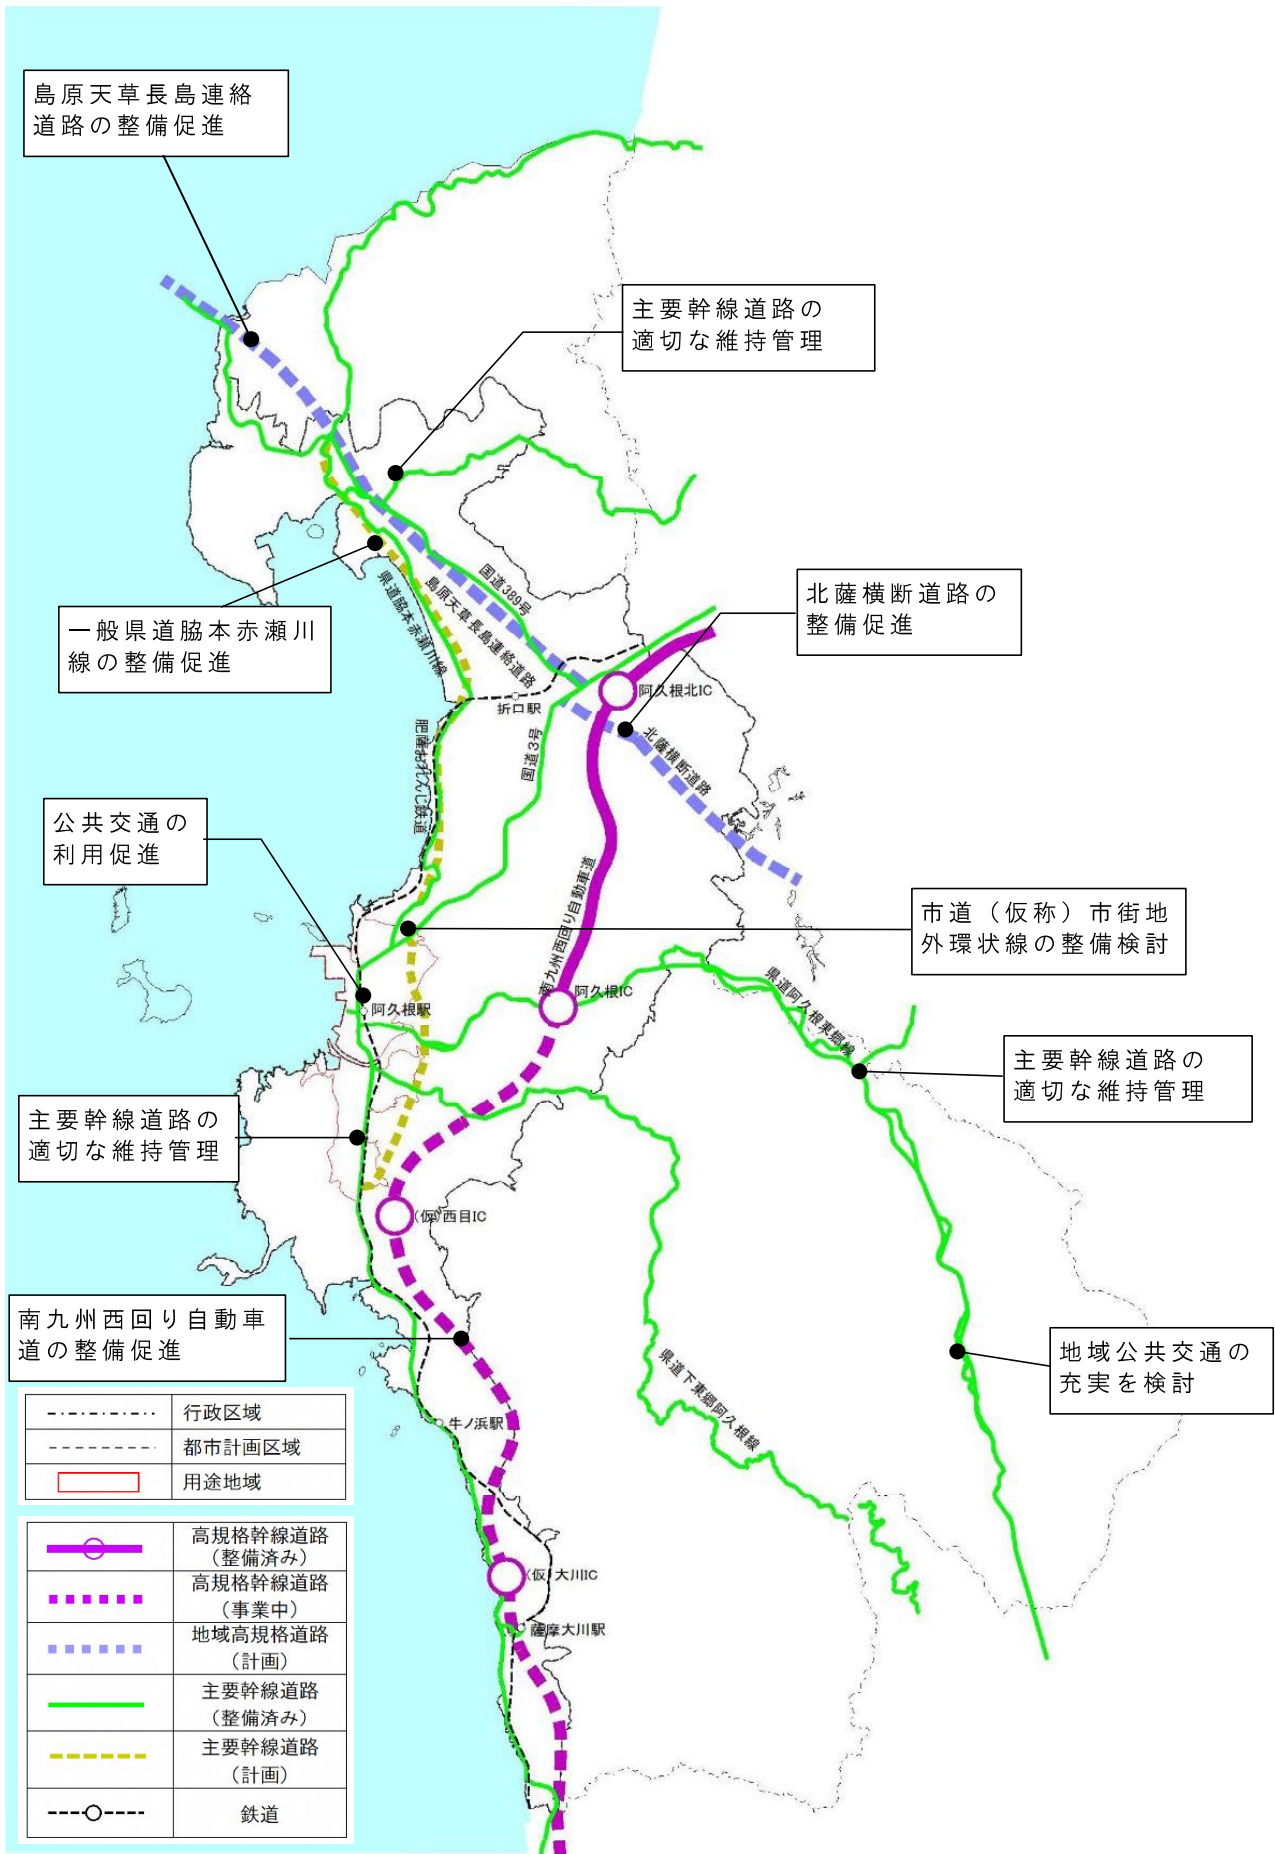 島原天草長島連絡
道路の整備促進
主要幹線道路の
適切な維持管理
国道389号
島原天草長島連絡道路
県道脇本赤瀬川線
北薩横断道路の
整備促進
一般県道脇本赤瀬川
線の整備促進
阿久根北IC
折口駅
国道3号
北薩横断道路
肥薩おれんじ鉄道
公共交通の
利用促進
南九州西回り自動車道
市道（仮称）市街地
外環状線の整備検討
阿久根IC
阿久根駅
県道阿久根東郷線
主要幹線道路の
適切な維持管理
主要幹線道路の
適切な維持管理
(仮)西目IC
南九州西回り自動車
道の整備促進
地域公共交通の
充実を検討
県道下東郷阿久根線
牛ノ浜駅
(仮)大川IC
薩摩大川駅
行政区域
都市計画区域
用途地域
高規格幹線道路
（整備済み）
高規格幹線道路
（事業中）
地域高規格道路
（計画）
主要幹線道路
（整備済み）
主要幹線道路
（計画）
鉄道